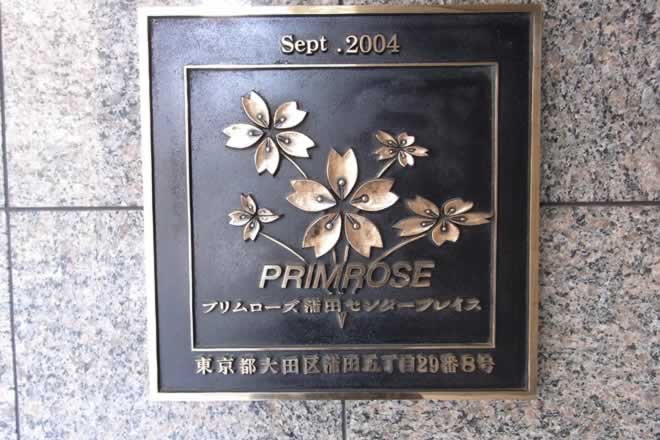 Sept .2004
PRIMROSE
プリムローズ蒲田センタープレイス
東京都大田区蒲田五丁目29番8号